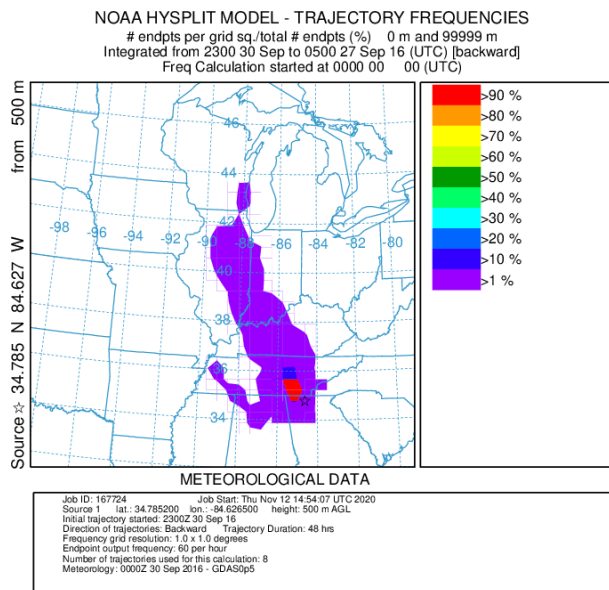 NOAA HYSPLIT MODEL - TRAJECTORY FREQUENCIES
# endpts per grid sq./total # endpts (%)    0 m and 99999 m
Integrated from 2300 30 Sep to 0500 27 Sep 16 (UTC) [backward]
Freq Calculation started at 0000 00    00 (UTC)
Source ☆ 34.785 N 84.627 W    from    500 m
46
44
-98
-96
-94
-92
-90
-88
-86
-84
-82
-80
42
40
38
36
34
>90 %
>80 %
>70 %
>60 %
>50 %
>40 %
>30 %
>20 %
>10 %
>1 %
METEOROLOGICAL DATA
Job ID: 167724    Job Start: Thu Nov 12 14:54:07 UTC 2020
Source 1    lat.: 34.785200    lon.: -84.626500    height: 500 m AGL
Initial trajectory started: 2300Z 30 Sep 16
Direction of trajectories: Backward    Trajectory Duration: 48 hrs
Frequency grid resolution: 1.0 x 1.0 degrees
Endpoint output frequency: 60 per hour
Number of trajectories used for this calculation: 8
Meteorology: 0000Z 30 Sep 2016 - GDAS0p5